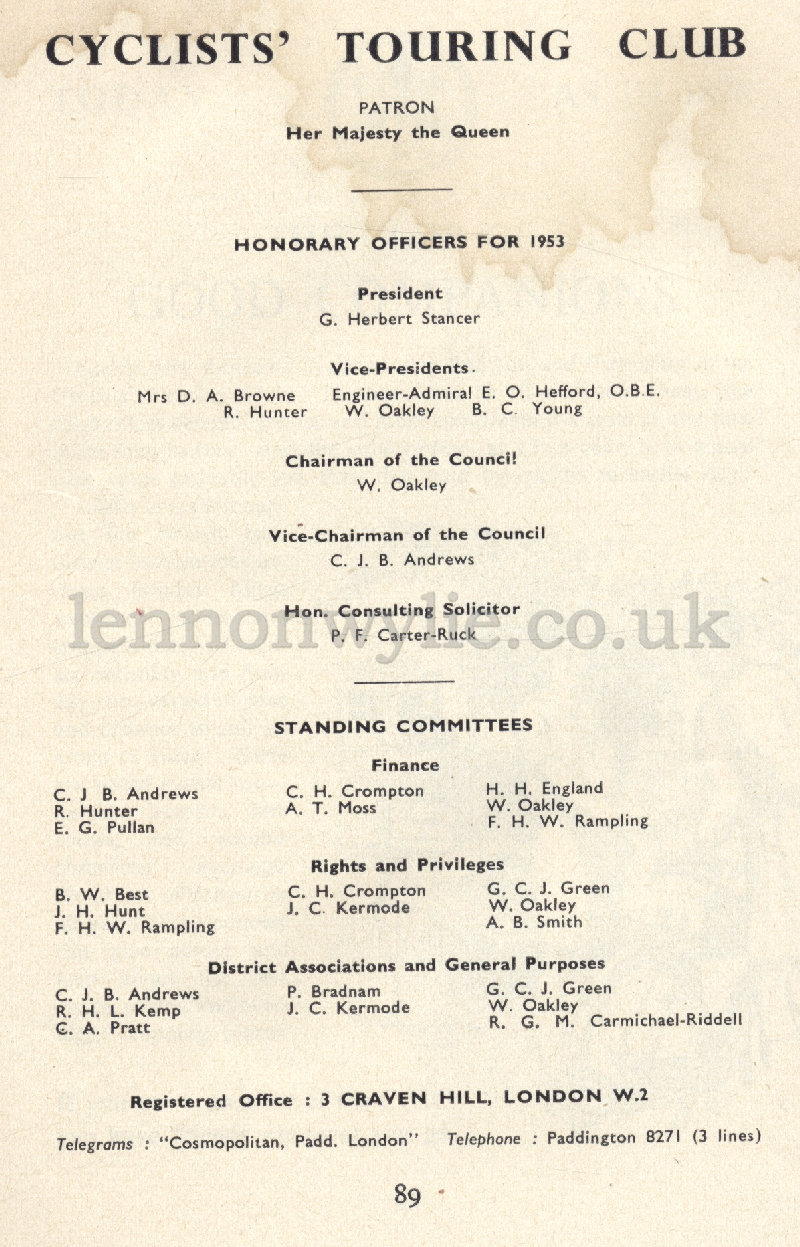 CYCLISTS' TOURING CLUB
PATRON
Her Majesty the Queen
HONORARY OFFICERS FOR 1953
President
G. Herbert Stancer
Vice-Presidents.
Mrs D. A. Browne Engineer-Admiral E. O. Hefford, O.B.E.
R. Hunter W. Oakley B. C. Young
Chairman of the Council
W. Oakley
Vice-Chairman of the Council
C. J. B. Andrews
Hon. Consulting Solicitor
lennonwylie.co.uk
P. F. Carter-Ruck
STANDING COMMITTEES
Finance
C. J B. Andrews C. H. Crompton H. H. England
R. Hunter A. T. Moss W. Oakley
E. G. Pullan F. H. W. Rampling
Rights and Privileges
B. W. Best C. H. Crompton G. C. J. Green
J. H. Hunt J. C. Kermode W. Oakley
F. H. W. Rampling A. B. Smith
District Associations and General Purposes
C. J. B. Andrews P. Bradnam G. C. J. Green
R. H. L. Kemp J. C. Kermode W. Oakley
C. A. Pratt R. G. M. Carmichael-Riddell
Registered Office : 3 CRAVEN HILL, LONDON W.2
Telegrams : "Cosmopolitan, Padd. London" Telephone : Paddington 8271 (3 lines)
89